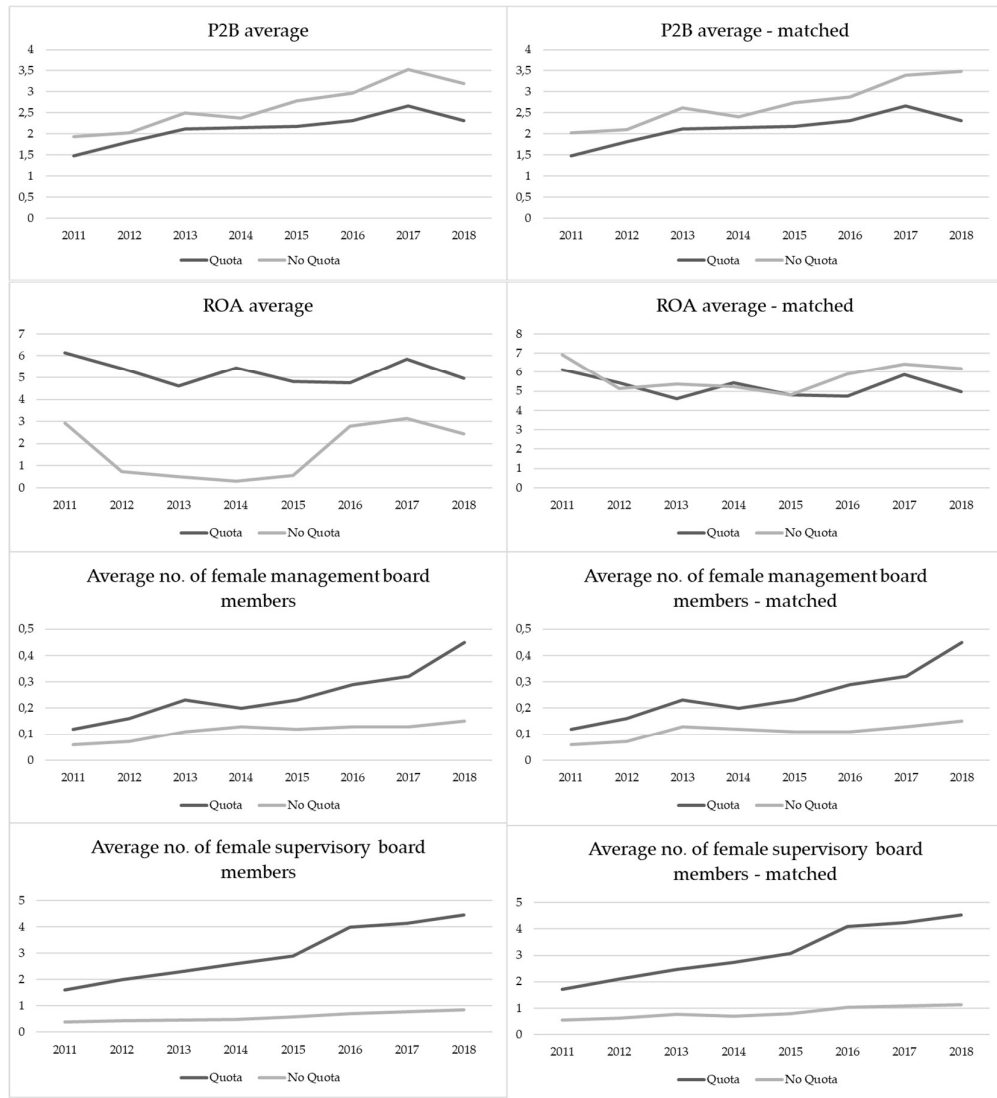 P2B average
4
3,5
3
2,5
2
1,5
1
0,5
0
2011 2012 2013 2014 2015 2016 2017 2018
Quota No Quota
P2B average - matched
4
3,5
3
2,5
2
1,5
1
0,5
0
2011 2012 2013 2014 2015 2016 2017 2018
Quota No Quota
ROA average
7
6
5
4
3
2
1
0
2011 2012 2013 2014 2015 2016 2017 2018
Quota No Quota
ROA average - matched
8
7
6
5
4
3
2
1
0
2011 2012 2013 2014 2015 2016 2017 2018
Quota No Quota
Average no. of female management board
members
0,5
0,4
0,3
0,2
0,1
0
2011 2012 2013 2014 2015 2016 2017 2018
Quota No Quota
Average no. of female management board
members - matched
0,5
0,4
0,3
0,2
0,1
0
2011 2012 2013 2014 2015 2016 2017 2018
Quota No Quota
Average no. of female supervisory board
members
5
4
3
2
1
0
2011 2012 2013 2014 2015 2016 2017 2018
Quota No Quota
Average no. of female supervisory board
members - matched
5
4
3
2
1
0
2011 2012 2013 2014 2015 2016 2017 2018
Quota No Quota